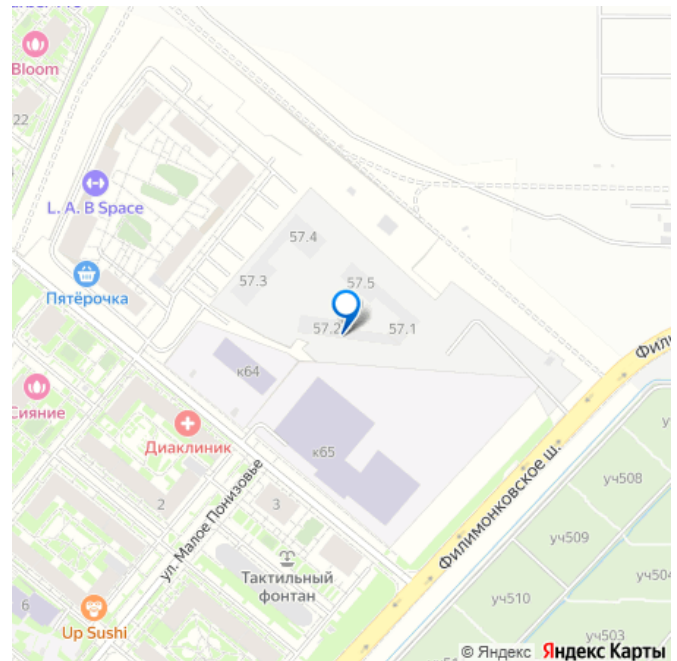 Bloom
22
L. A. B Space
57.4
57.3
57.5
Пятёрочка
57.2
57.1
к64
Сияние
Диаклиник
к65
уч508
2
ул. Малое Понизовье
3
Филимонковское ш.
уч509
Тактильный
фонтан
уч504
уч510
6
Up Sushi
уч503
© Яндекс Яндекс Карты